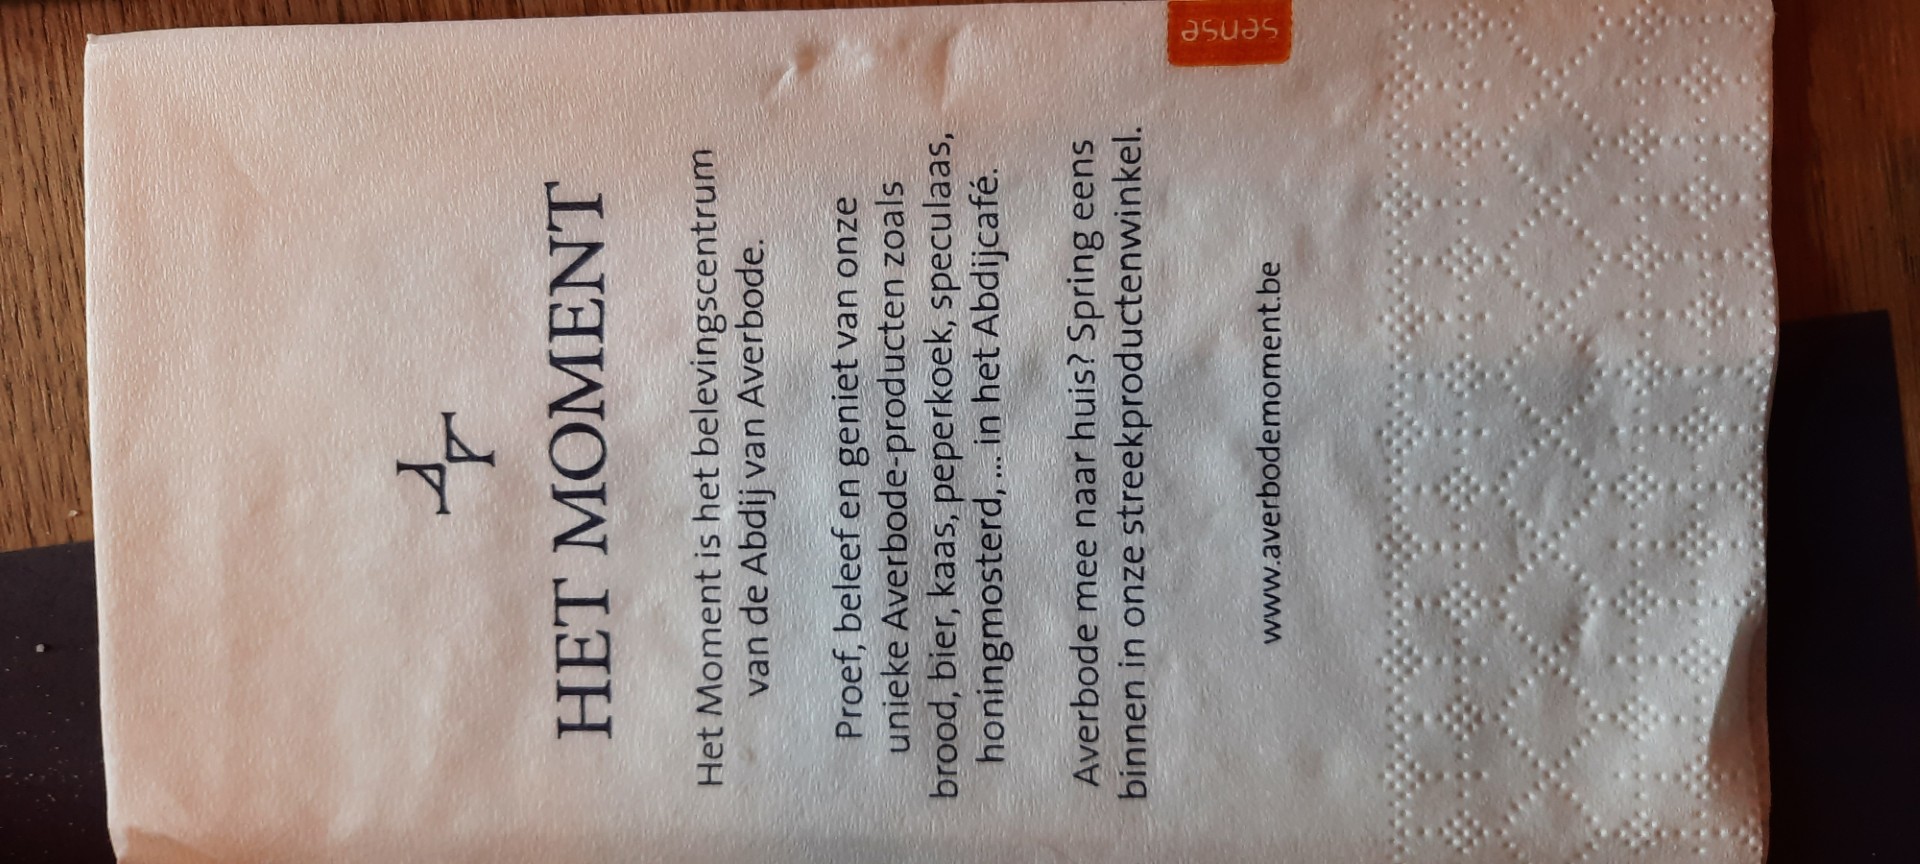 HET MOMENT
Het Moment is het belevingscentrum
van de Abdij van Averbode.
Proef, beleef en geniet van onze
unieke Averbode-producten zoals
brood, bier, kaas, peperkoek, speculaas,
honingmosterd, ... in het Abdijcafé.
Averbode mee naar huis? Spring eens
binnen in onze streekproductenwinkel.
www.averbodemoment.be
sense